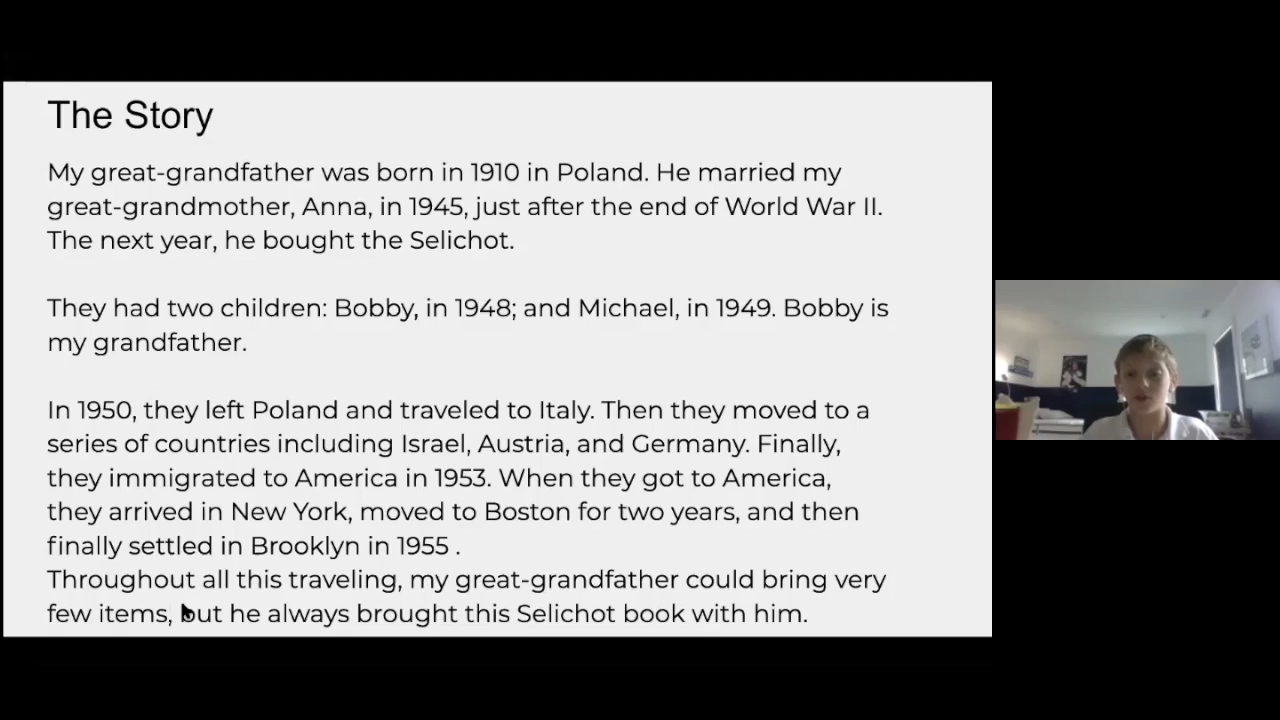 The Story
My great-grandfather was born in 1910 in Poland. He married my
great-grandmother, Anna, in 1945, just after the end of World War II.
The next year, he bought the Selichot.
They had two children: Bobby, in 1948; and Michael, in 1949. Bobby is
my grandfather.
In 1950, they left Poland and traveled to Italy. Then they moved to a
series of countries including Israel, Austria, and Germany. Finally,
they immigrated to America in 1953. When they got to America,
they arrived in New York, moved to Boston for two years, and then
finally settled in Brooklyn in 1955 .
Throughout all this traveling, my great-grandfather could bring very
few items, but he always brought this Selichot book with him.